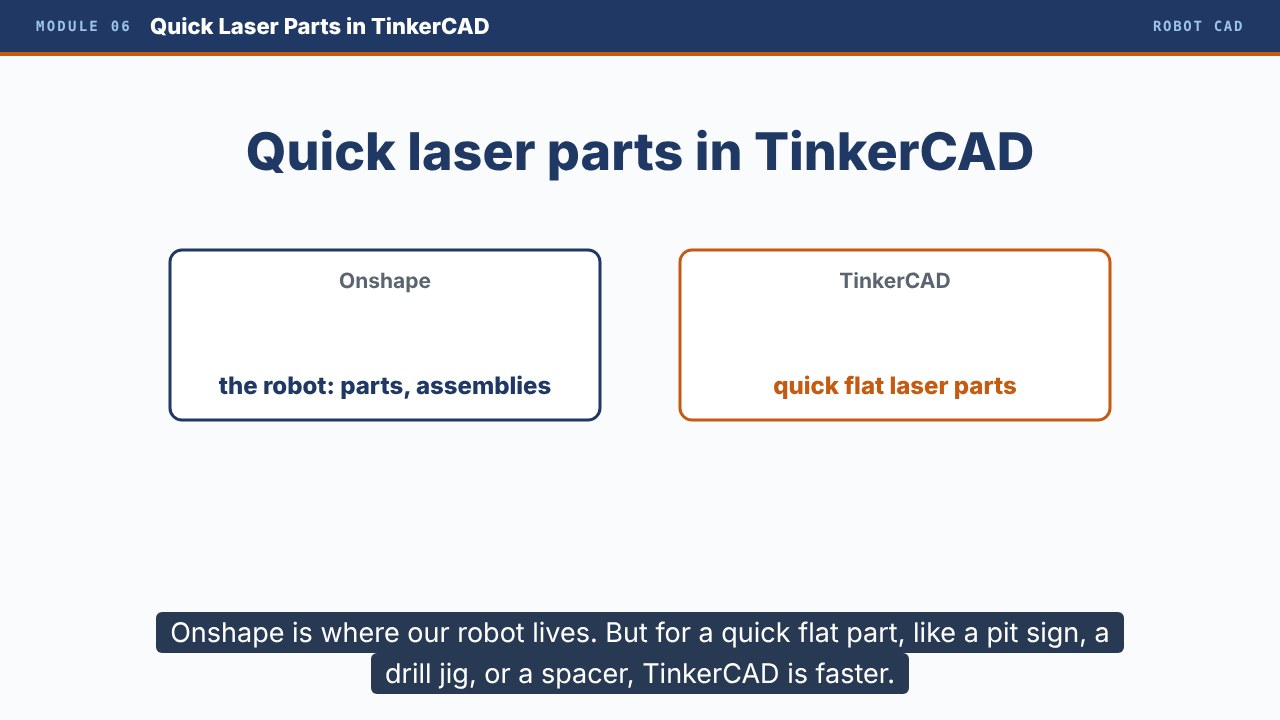 MODULE 06 Quick Laser Parts in TinkerCAD ROBOT CAD
Quick laser parts in TinkerCAD
Onshape
the robot: parts, assemblies
TinkerCAD
quick flat laser parts
Onshape is where our robot lives. But for a quick flat part, like a pit sign, a
drill jig, or a spacer, TinkerCAD is faster.